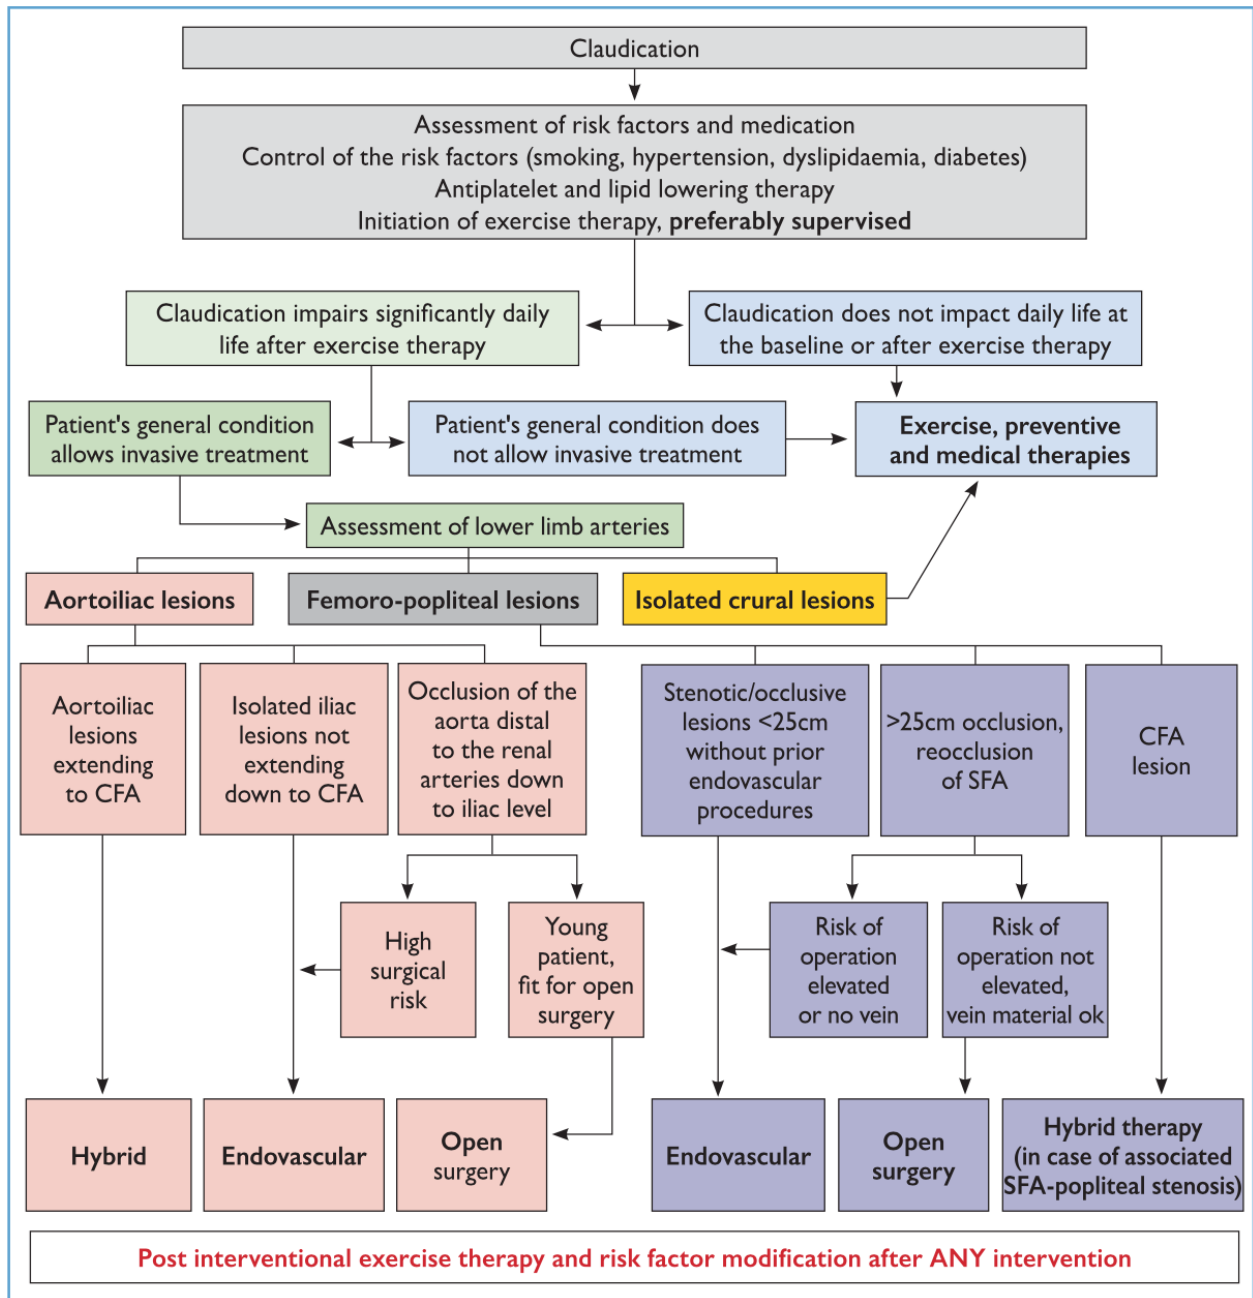 Claudication
Assessment of risk factors and medication
Control of the risk factors (smoking, hypertension, dyslipidaemia, diabetes)
Antiplatelet and lipid lowering therapy
Initiation of exercise therapy, preferably supervised
Claudication impairs significantly daily
life after exercise therapy
Claudication does not impact daily life at
the baseline or after exercise therapy
Patient's general condition
allows invasive treatment
Patient's general condition does
not allow invasive treatment
Exercise, preventive
and medical therapies
Assessment of lower limb arteries
Aortoiliac lesions
Femoro-popliteal lesions
Isolated crural lesions
Aortoiliac
lesions
extending
to CFA
Isolated iliac
lesions not
extending
down to CFA
Occlusion of the
aorta distal
to the renal
arteries down
to iliac level
Stenotic/occlusive
lesions <25cm
without prior
endovascular
procedures
>25cm occlusion,
reocclusion
of SFA
CFA
lesion
High
surgical
risk
Young
patient,
fit for open
surgery
Risk of
operation
elevated
or no vein
Risk of
operation not
elevated,
vein material ok
Hybrid
Endovascular
Open
surgery
Endovascular
Open
surgery
Hybrid therapy
(in case of associated
SFA-popliteal stenosis)
Post interventional exercise therapy and risk factor modification after ANY intervention